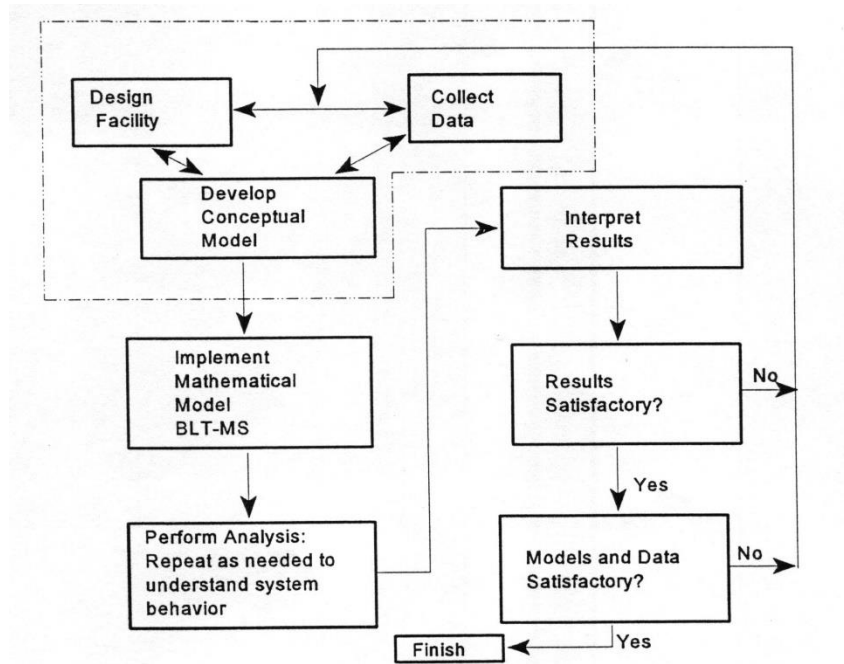 Design
Facility
Collect
Data
Develop
Conceptual
Model
Interpret
Results
Implement
Mathematical
Model
BLT-MS
Results
Satisfactory?
No
Yes
Perform Analysis:
Repeat as needed to
understand system
behavior
Models and Data
Satisfactory?
No
Yes
Finish